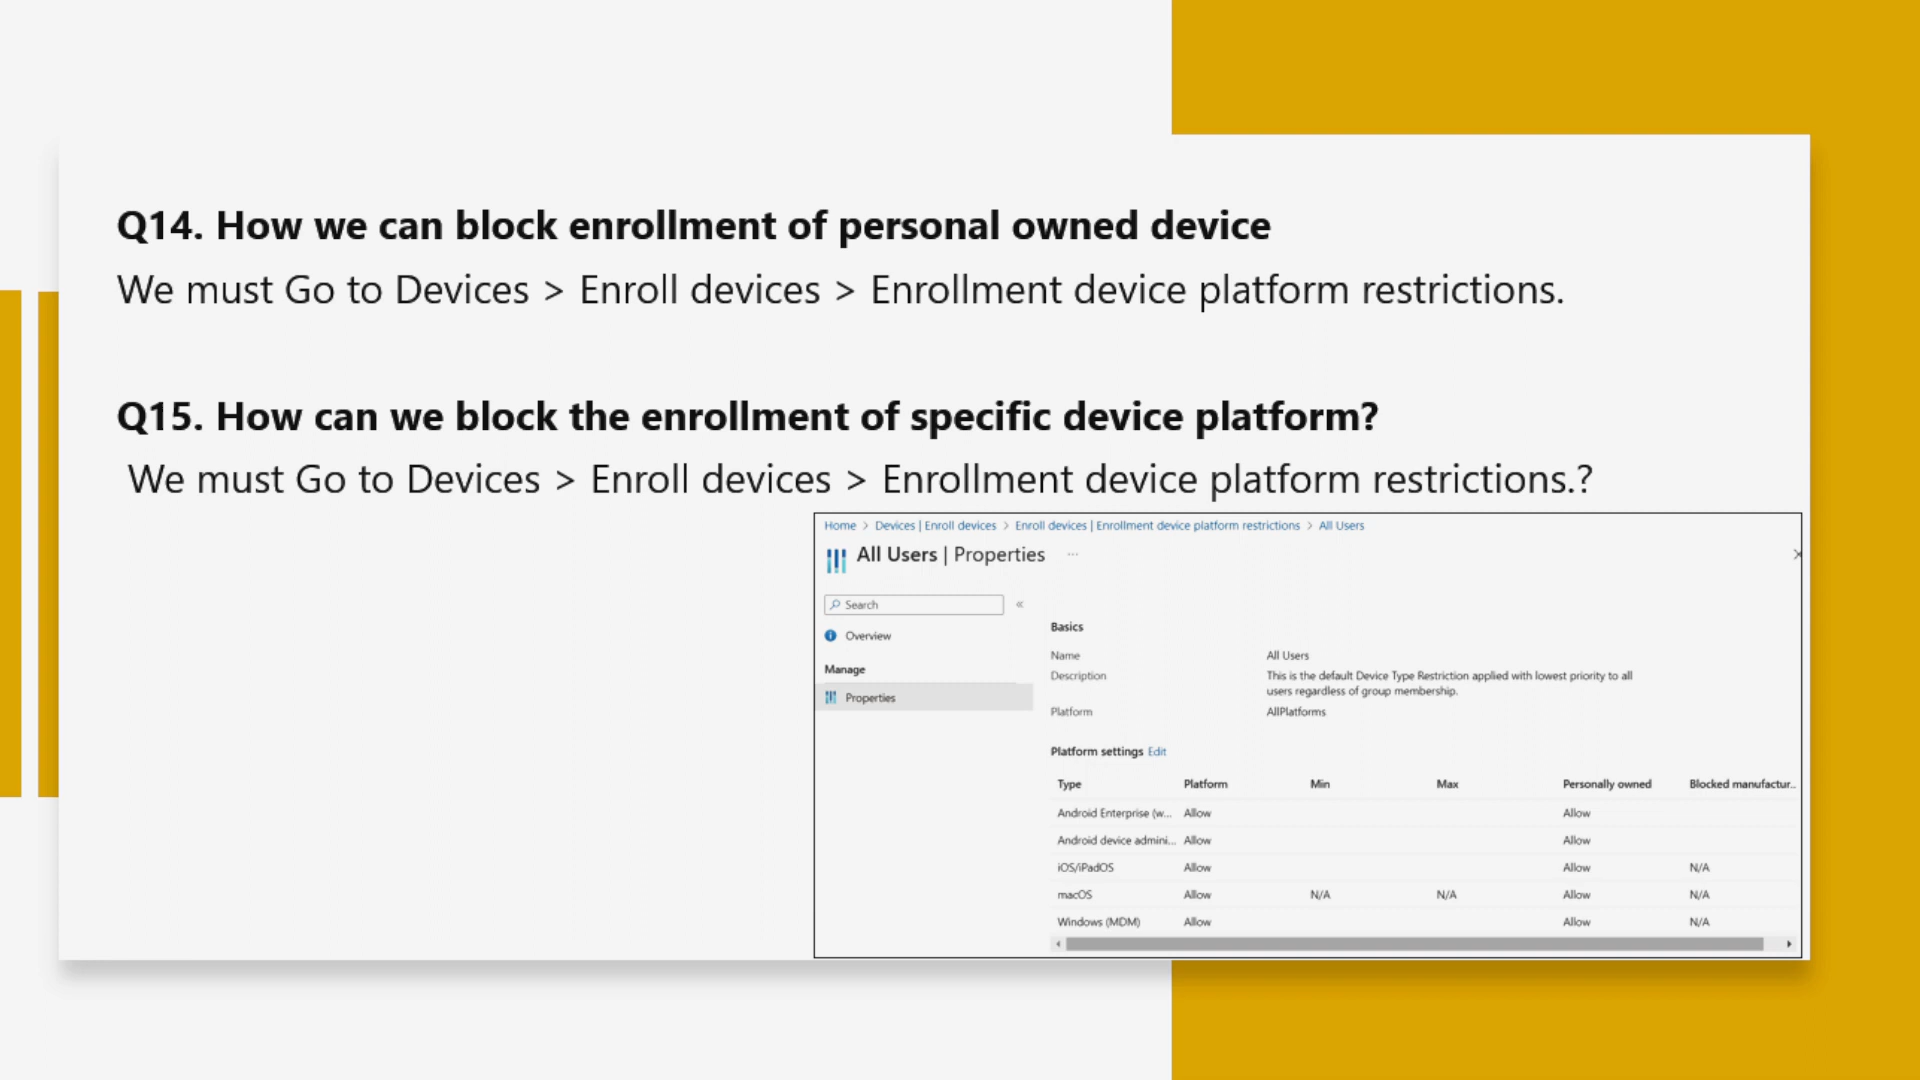 Q14. How we can block enrollment of personal owned device
We must Go to Devices > Enroll devices > Enrollment device platform restrictions.
Q15. How can we block the enrollment of specific device platform?
We must Go to Devices > Enroll devices > Enrollment device platform restrictions.?
Home > Devices | Enroll devices > Enroll devices | Enrollment device platform restrictions > All Users
All Users | Properties ...
Search «
Overview
Manage
Properties
Basics
Name All Users
Description This is the default Device Type Restriction applied with lowest priority to all
users regardless of group membership.
Platform AllPlatforms
Platform settings Edit
Type Platform Min Max Personally owned Blocked manufactur...
Android Enterprise (w... Allow Allow
Android device admini... Allow Allow
iOS/iPadOS Allow Allow N/A
macOS Allow N/A N/A Allow N/A
Windows (MDM) Allow Allow N/A